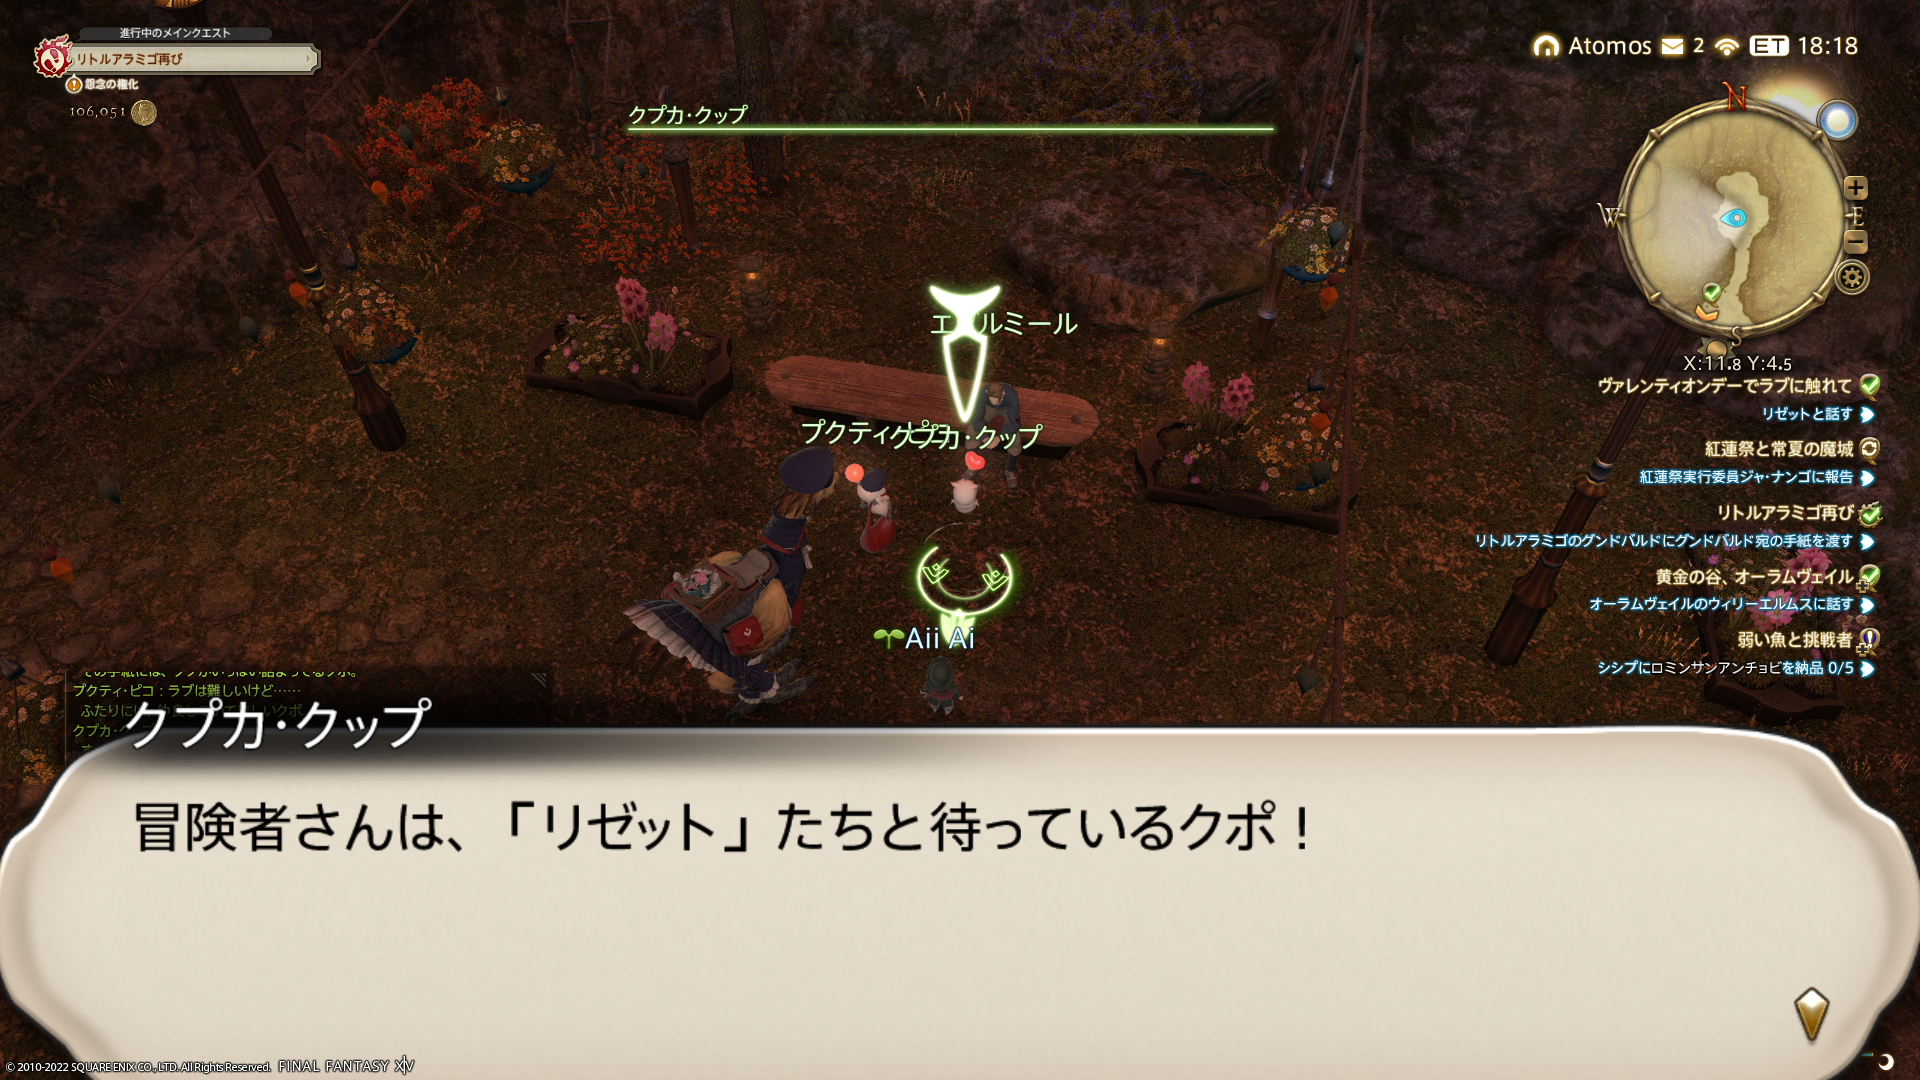 進行中のメインクエスト
リトルアラミゴ再び
怨念の権化
106,051
Atomos 2 ET 18:18
クプカ・クップ
N
W
E
S
X:11.8 Y:4.5
ヴァレンティオンデーでラブに触れて
リゼットと話す
紅蓮祭と常夏の魔城
紅蓮祭実行委員ジャ・ナンゴに報告
リトルアラミゴ再び
リトルアラミゴのグンドバルドにグンドバルド宛の手紙を渡す
黄金の谷、オーラムヴェイル
オーラムヴェイルのウィリーエルムスに話す
弱い魚と挑戦者
シシプにロミンサンアンチョビを納品 0/5
ルミール
プクティ
クプカ・クップ
Aii Ai
プクティ・ピコ：ラブは難しいけど……
ふたりに
クプカ・
クプカ・クップ
冒険者さんは、「リゼット」たちと待っているクポ！
© 2010-2022 SQUARE ENIX CO., LTD. All Rights Reserved. FINAL FANTASY XIV